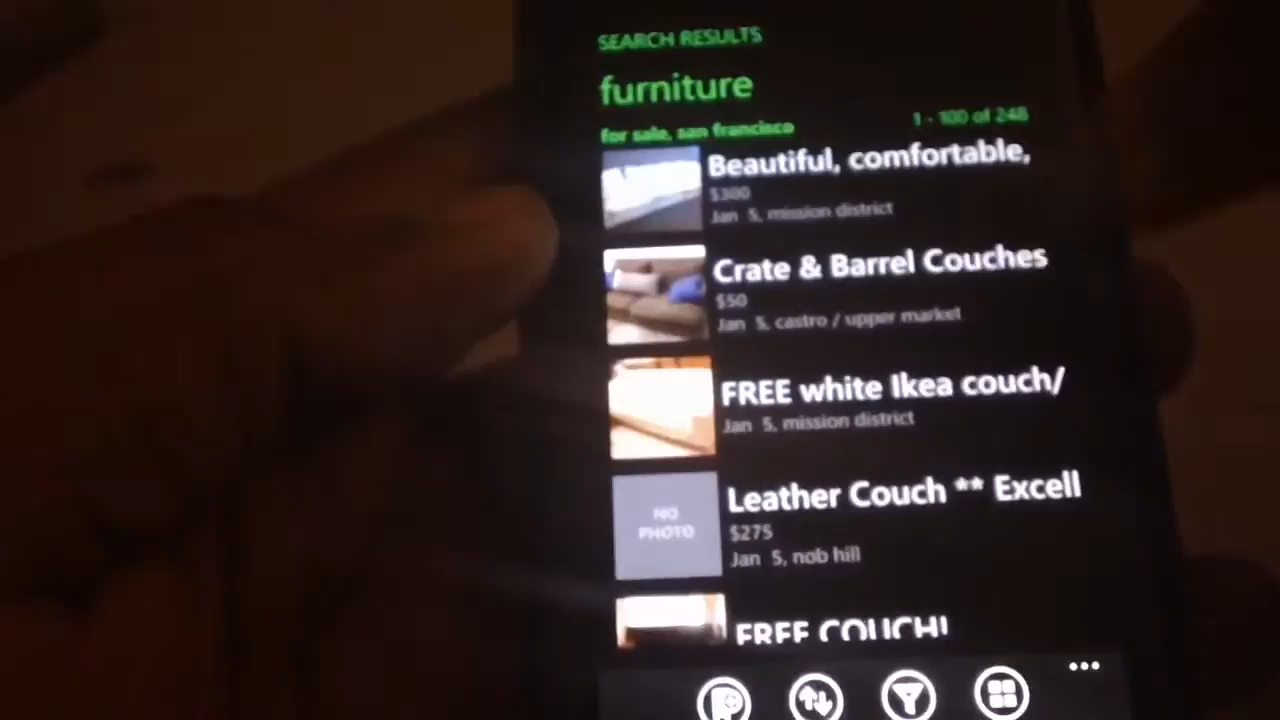 SEARCH RESULTS
furniture
for sale, san francisco
1 - 100 of 248
Beautiful, comfortable,
$300
Jan 5, mission district
Crate & Barrel Couches
$50
Jan 5, castro / upper market
FREE white Ikea couch/
Jan 5, mission district
NO
PHOTO
Leather Couch ** Excell
$275
Jan 5, nob hill
FREE COUCH!